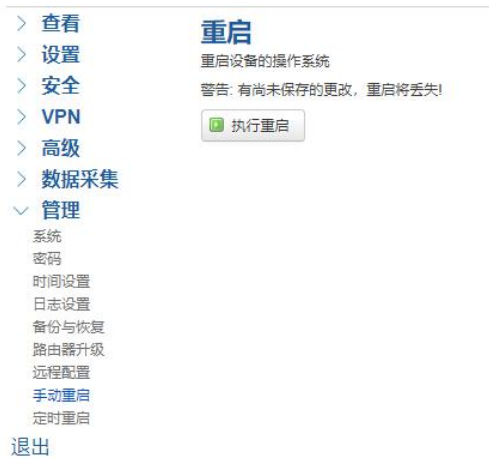 查看
设置
安全
VPN
高级
数据采集
管理
系统
密码
时间设置
日志设置
备份与恢复
路由器升级
远程配置
手动重启
定时重启
退出
重启
重启设备的操作系统
警告: 有尚未保存的更改，重启将丢失!
执行重启